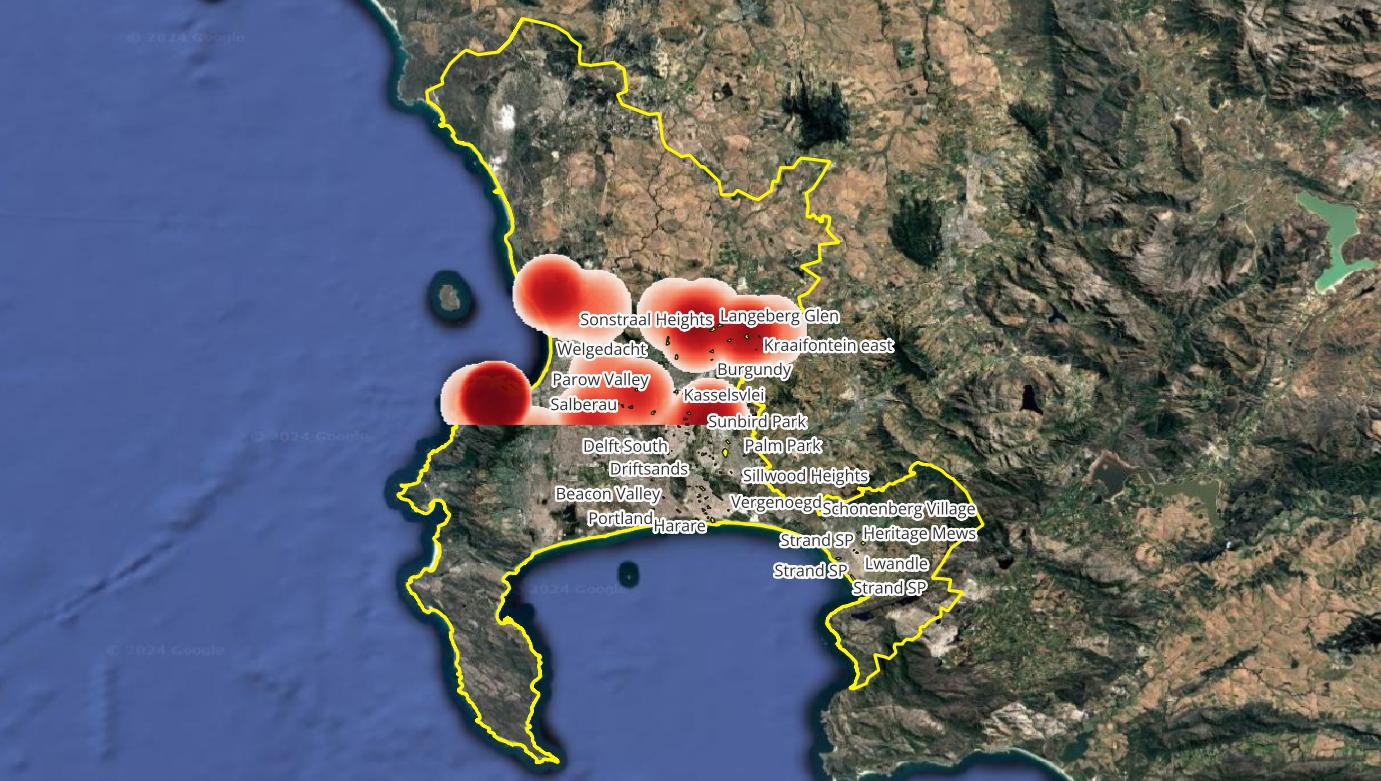 © 2024 Google
Sonstraal Heights
Langeberg Glen
Welgedacht
Kraaifontein east
Burgundy
Parow Valley
Kasselsvlei
Salberau
Sunbird Park
© 2024 Google
Delft South
Palm Park
Driftsands
Sillwood Heights
Beacon Valley
Vergenoegd
Schonenberg Village
Portland
Harare
Strand SP
Heritage Mews
Strand SP
Lwandle
Strand SP
2024 Google
© 2024 Google